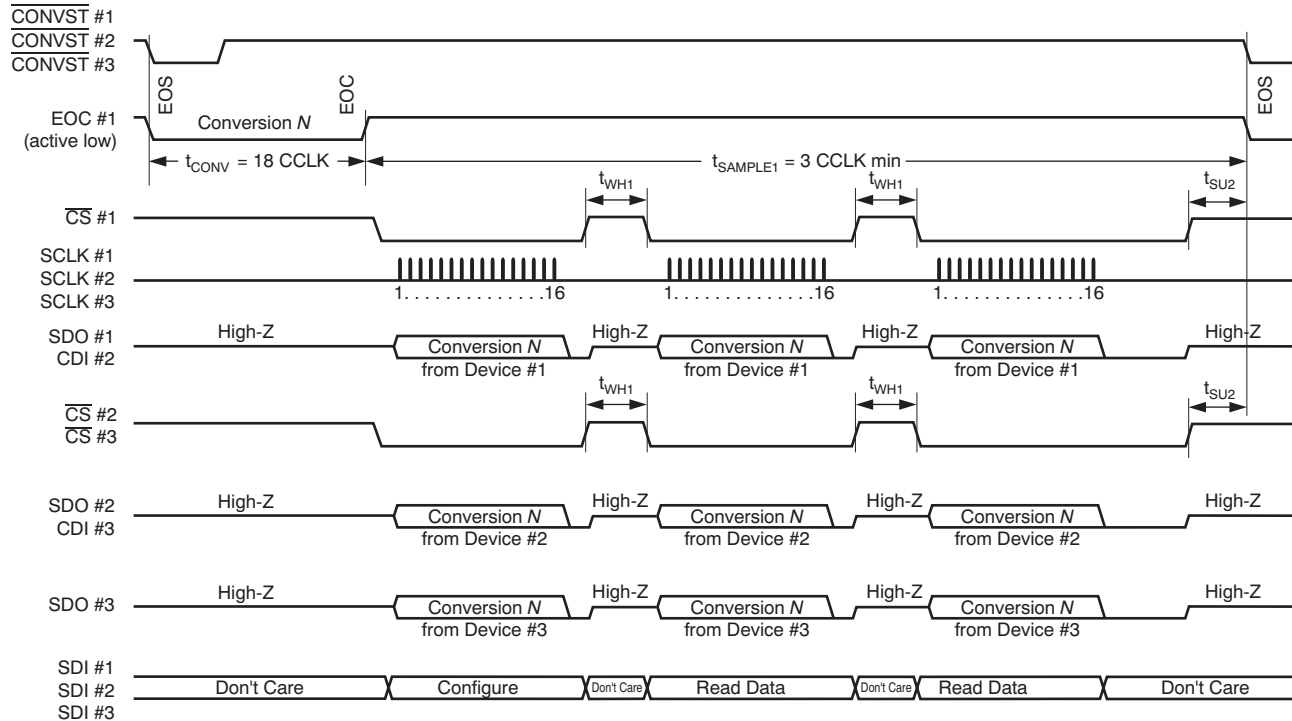 CONVST #1
CONVST #2
CONVST #3
EOS
EOC
EOS
EOC #1
(active low)
Conversion N
tCONV = 18 CCLK
tSAMPLE1 = 3 CCLK min
tWH1
tWH1
tSU2
CS #1
SCLK #1
SCLK #2
SCLK #3
1. . . . . . . . . . . . . .16
1. . . . . . . . . . . . . .16
1. . . . . . . . . . . . . .16
SDO #1
CDI #2
High-Z
Conversion N
from Device #1
High-Z
Conversion N
from Device #1
High-Z
Conversion N
from Device #1
High-Z
tWH1
tWH1
tSU2
CS #2
CS #3
SDO #2
CDI #3
High-Z
Conversion N
from Device #2
High-Z
Conversion N
from Device #2
High-Z
Conversion N
from Device #2
High-Z
SDO #3
High-Z
Conversion N
from Device #3
High-Z
Conversion N
from Device #3
High-Z
Conversion N
from Device #3
High-Z
SDI #1
SDI #2
SDI #3
Don't Care
Configure
Don't Care
Read Data
Don't Care
Read Data
Don't Care